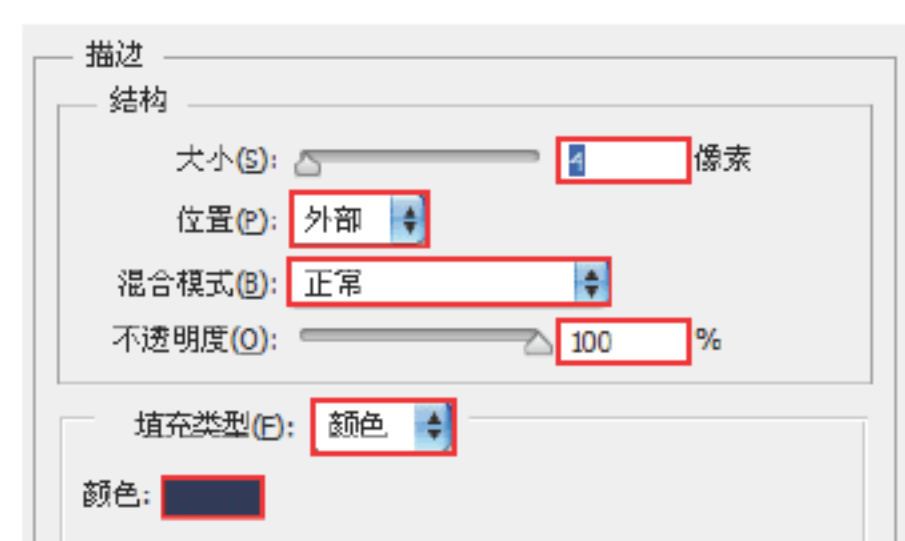 描边
结构
大小(S): 4 像素
位置(P): 外部
混合模式(B): 正常
不透明度(O): 100 %
填充类型(F): 颜色
颜色: